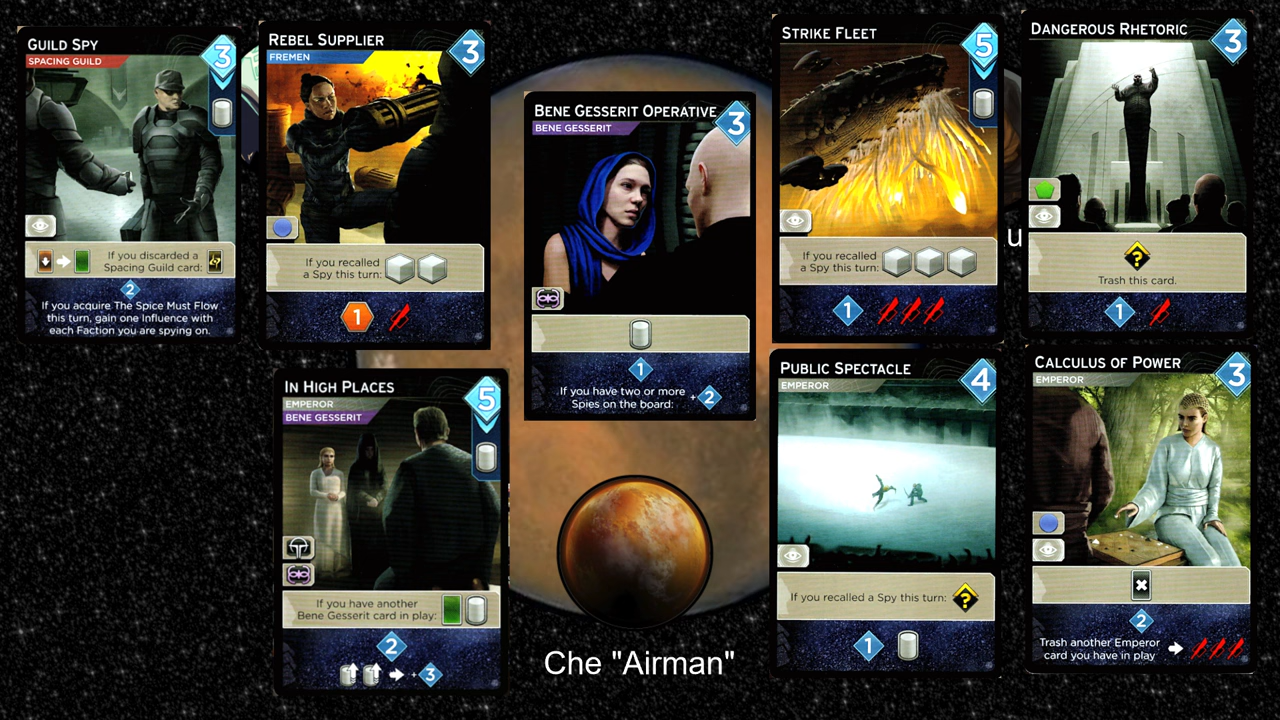 GUILD SPY
SPACING GUILD
3
If you discarded a
Spacing Guild card:
2
If you acquire The Spice Must Flow
this turn, gain one Influence with
each Faction you are spying on.
REBEL SUPPLIER
FREMEN
3
If you recalled
a Spy this turn:
1
BENE GESSERIT OPERATIVE
BENE GESSERIT
3
1
If you have two or more
Spies on the board: +2
STRIKE FLEET
5
If you recalled
a Spy this turn:
1
DANGEROUS RHETORIC
3
?
Trash this card.
1
u
IN HIGH PLACES
EMPEROR
BENE GESSERIT
5
If you have another
Bene Gesserit card in play:
2
+3
PUBLIC SPECTACLE
EMPEROR
4
If you recalled a Spy this turn: ?
1
CALCULUS OF POWER
EMPEROR
3
2
Trash another Emperor
card you have in play
Che "Airman"